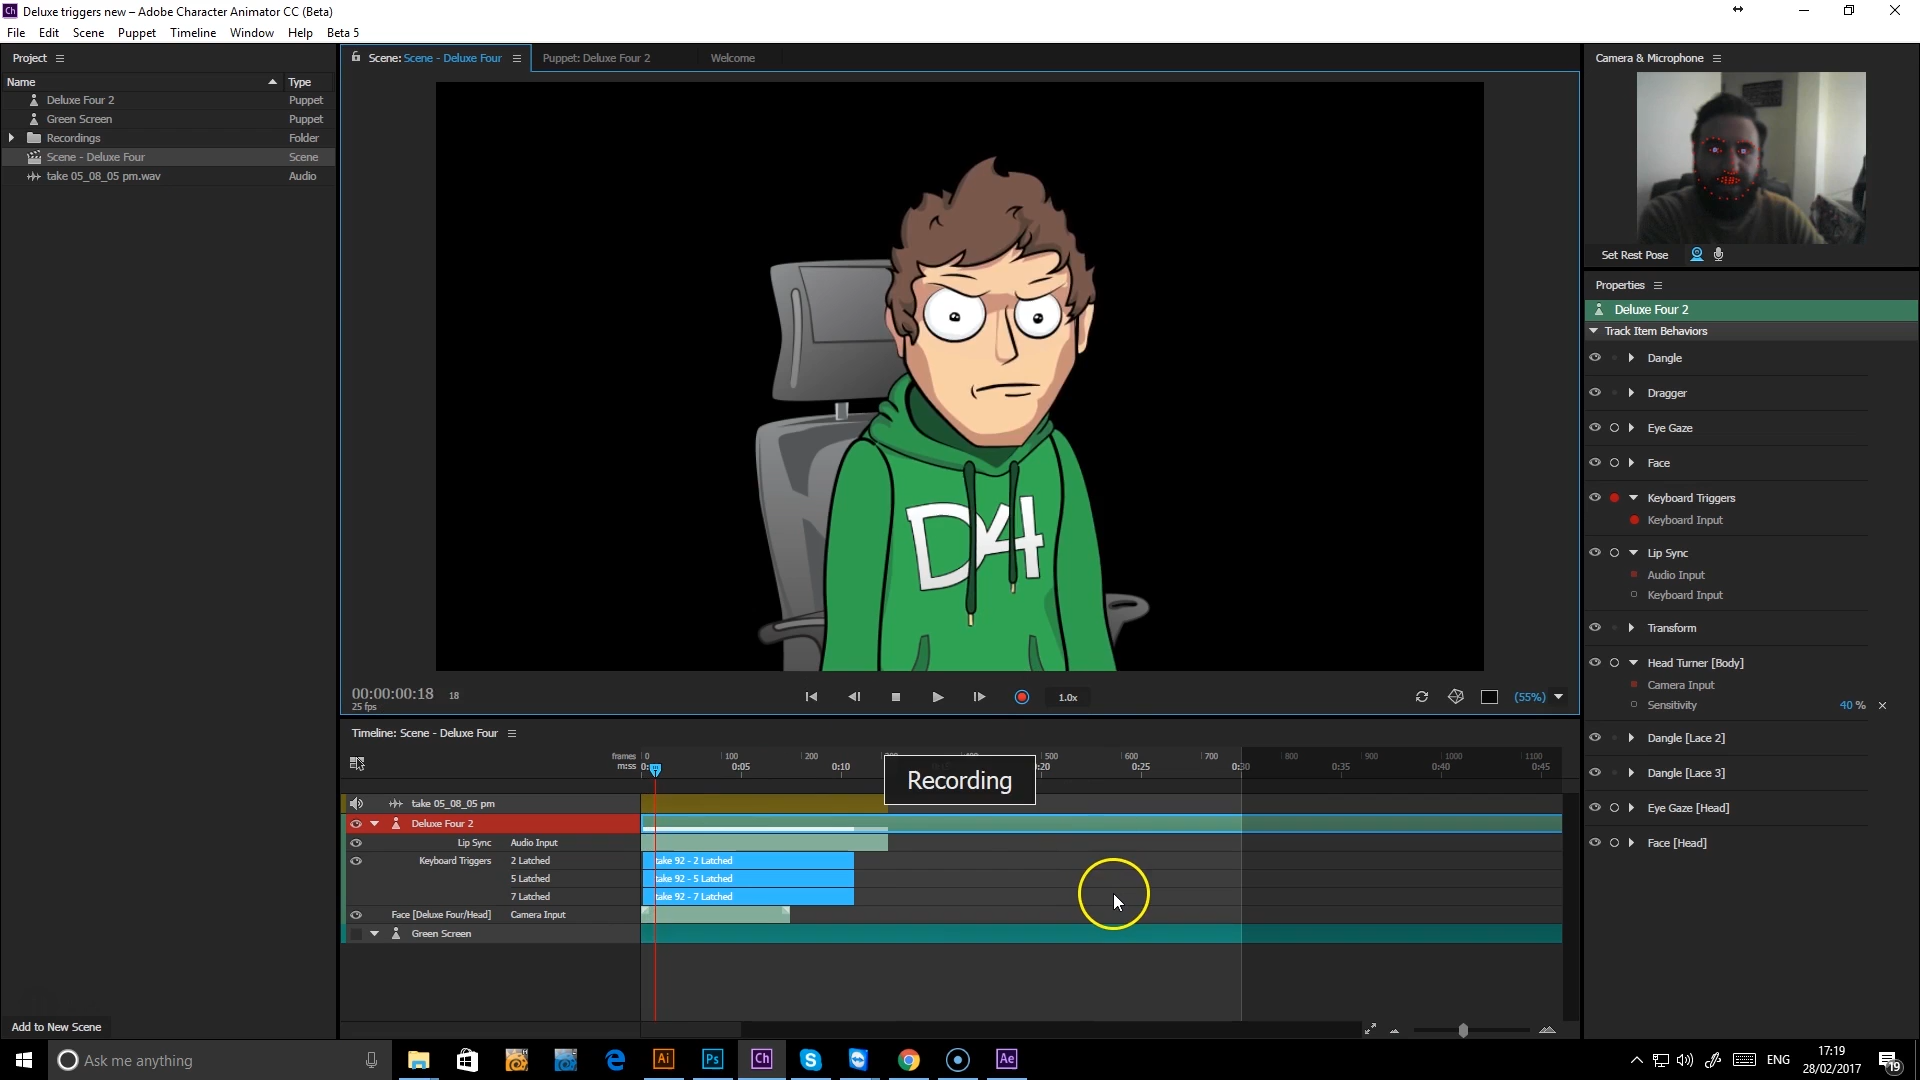 Deluxe triggers new – Adobe Character Animator CC (Beta)
File Edit Scene Puppet Timeline Window Help Beta 5
Project
Name Type
Deluxe Four 2 Puppet
Green Screen Puppet
Recordings Folder
Scene - Deluxe Four Scene
take 05_08_05 pm.wav Audio
Add to New Scene
Scene: Scene - Deluxe Four Puppet: Deluxe Four 2 Welcome
D4
00:00:00:18 18
25 fps
1.0x
(55%)
Timeline: Scene - Deluxe Four
frames 0 100 200 500 600 700 800 900 1000 1100
m:ss 0:05 0:10 :20 0:25 0:30 0:35 0:40 0:45
Recording
take 05_08_05 pm
Deluxe Four 2
Lip Sync Audio Input
Keyboard Triggers 2 Latched take 92 - 2 Latched
5 Latched take 92 - 5 Latched
7 Latched take 92 - 7 Latched
Face [Deluxe Four/Head] Camera Input
Green Screen
Camera & Microphone
Set Rest Pose
Properties
Deluxe Four 2
Track Item Behaviors
Dangle
Dragger
Eye Gaze
Face
Keyboard Triggers
Keyboard Input
Lip Sync
Audio Input
Keyboard Input
Transform
Head Turner [Body]
Camera Input
Sensitivity 40 %
Dangle [Lace 2]
Dangle [Lace 3]
Eye Gaze [Head]
Face [Head]
Ask me anything
Ai Ps Ch Ae
ENG
17:19
28/02/2017
19